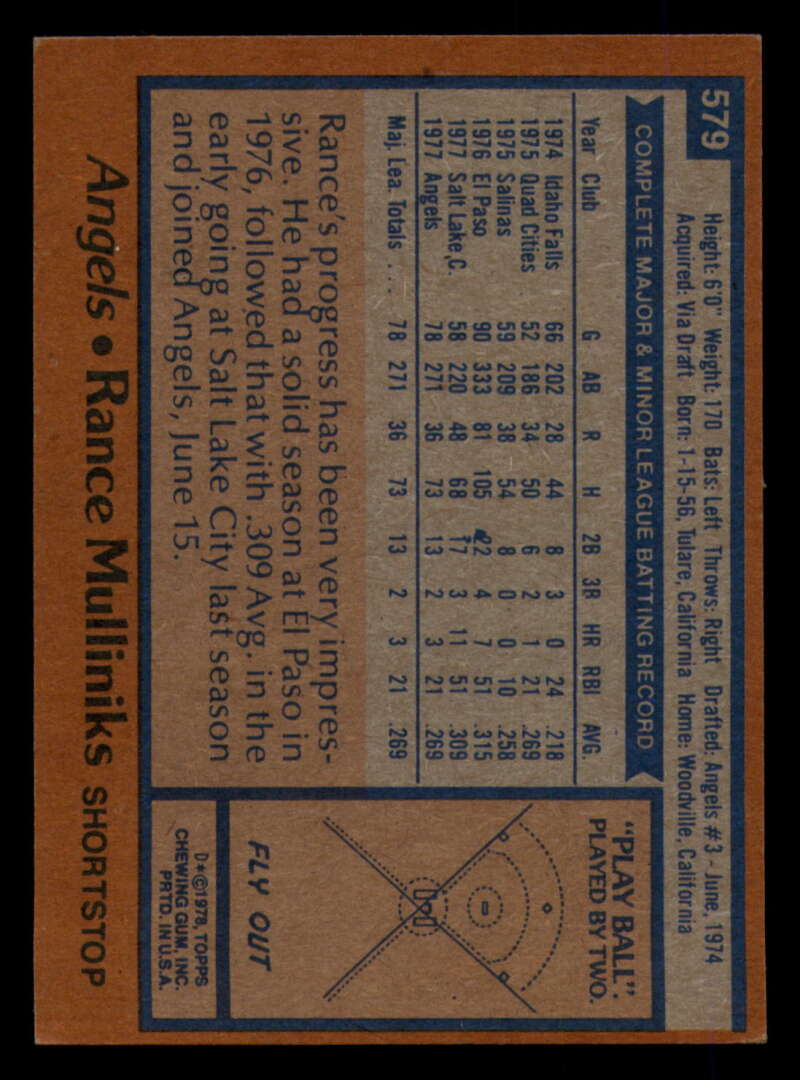 579
Height: 6'0" Weight: 170 Bats: Left Throws: Right Drafted: Angels #3 - June, 1974
Acquired: Via Draft Born: 1-15-56, Tulare, California Home: Woodville, California
COMPLETE MAJOR & MINOR LEAGUE BATTING RECORD
Year Club G AB R H 2B 3B HR RBI AVG.
1974 Idaho Falls 66 202 28 44 8 3 0 24 .218
1975 Quad Cities 52 186 34 50 6 2 1 21 .269
1975 Salinas 59 209 38 54 8 0 0 10 .258
1976 El Paso 90 333 81 105 22 4 7 51 .315
1977 Salt Lake C. 58 220 48 68 17 3 11 51 .309
1977 Angels 78 271 36 73 13 2 3 21 .269
Maj. Lea. Totals ... 78 271 36 73 13 2 3 21 .269
Rance's progress has been very impres-
sive. He had a solid season at El Paso in
1976, followed that with .309 Avg. in the
early going at Salt Lake City last season
and joined Angels, June 15.
"PLAY BALL"
PLAYED BY TWO.
FLY OUT
D*©1978 TOPPS
CHEWING GUM, INC.
PRTD. IN U.S.A.
Angels • Rance Mulliniks SHORTSTOP